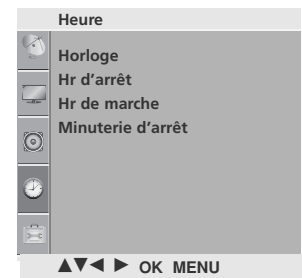 Heure
Horloge
Hr d'arrêt
Hr de marche
Minuterie d'arrêt
▲▼◄ ► OK MENU